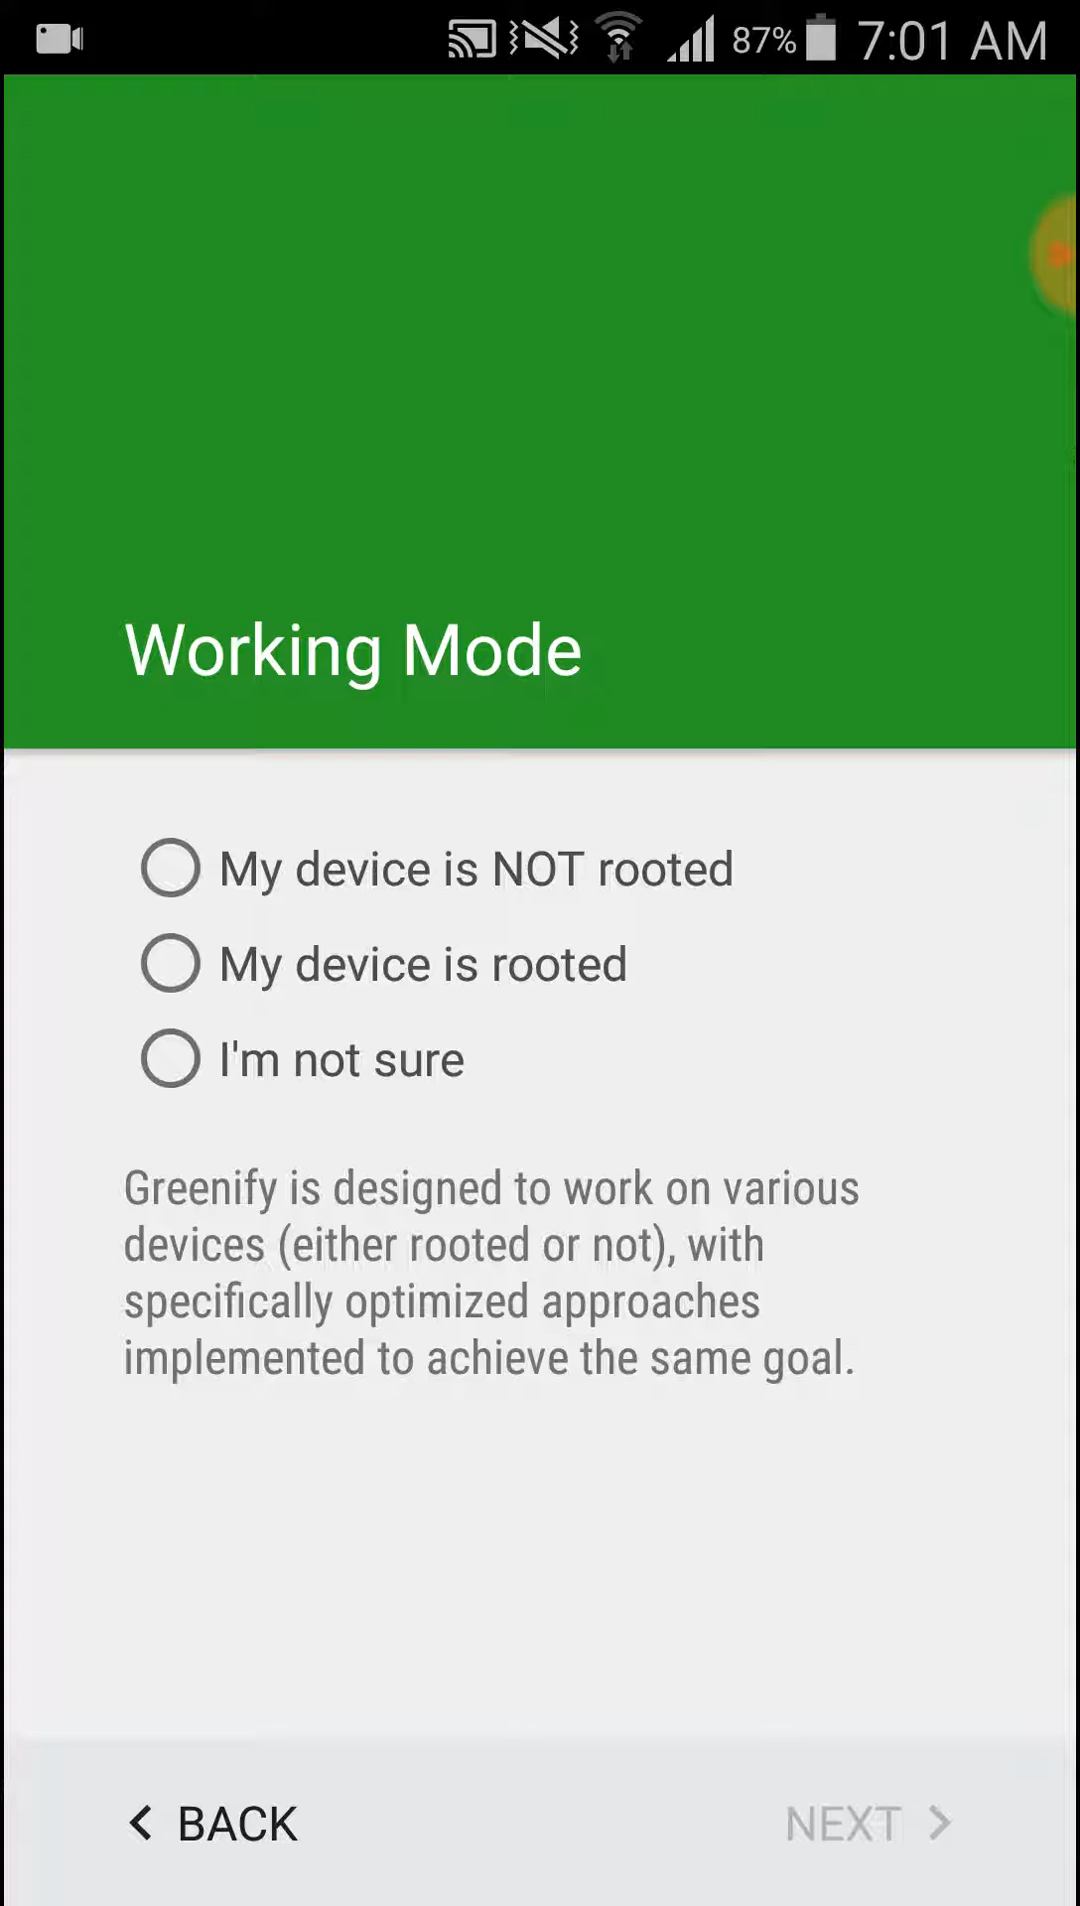 87% 7:01 AM
Working Mode
My device is NOT rooted
My device is rooted
I'm not sure
Greenify is designed to work on various
devices (either rooted or not), with
specifically optimized approaches
implemented to achieve the same goal.
BACK NEXT